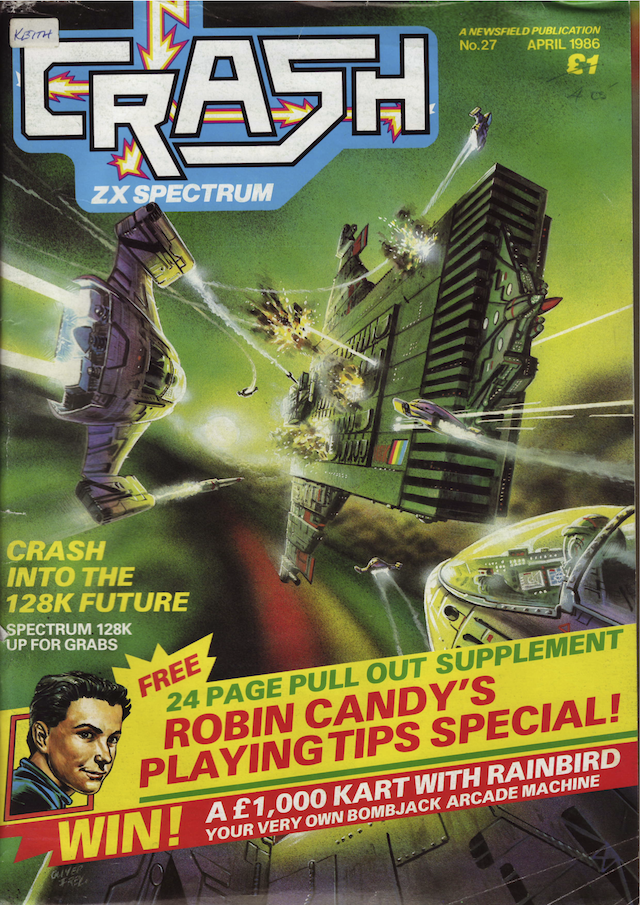 KEITH
CRASH
ZX SPECTRUM
A NEWSFIELD PUBLICATION
No.27 APRIL 1986
£1
CRASH
INTO THE
128K FUTURE
SPECTRUM 128K
UP FOR GRABS
FREE
24 PAGE PULL OUT SUPPLEMENT
ROBIN CANDY'S
PLAYING TIPS SPECIAL!
WIN!
A £1,000 KART WITH RAINBIRD
YOUR VERY OWN BOMBJACK ARCADE MACHINE
OLIVER
FREY